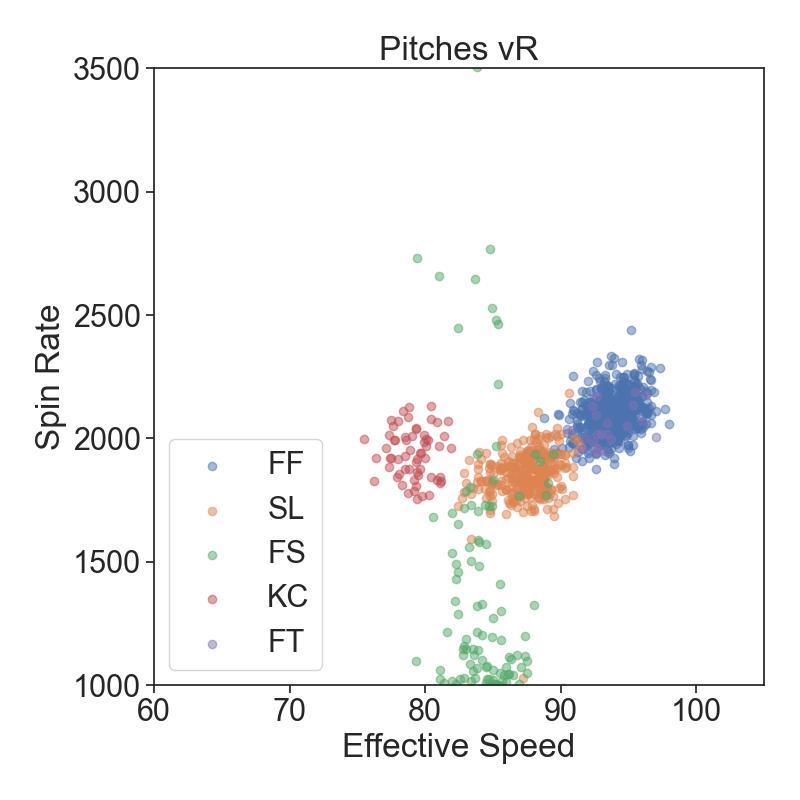 Pitches vR
3500
3000
2500
2000
1500
1000
Spin Rate
FF
SL
FS
KC
FT
60 70 80 90 100
Effective Speed